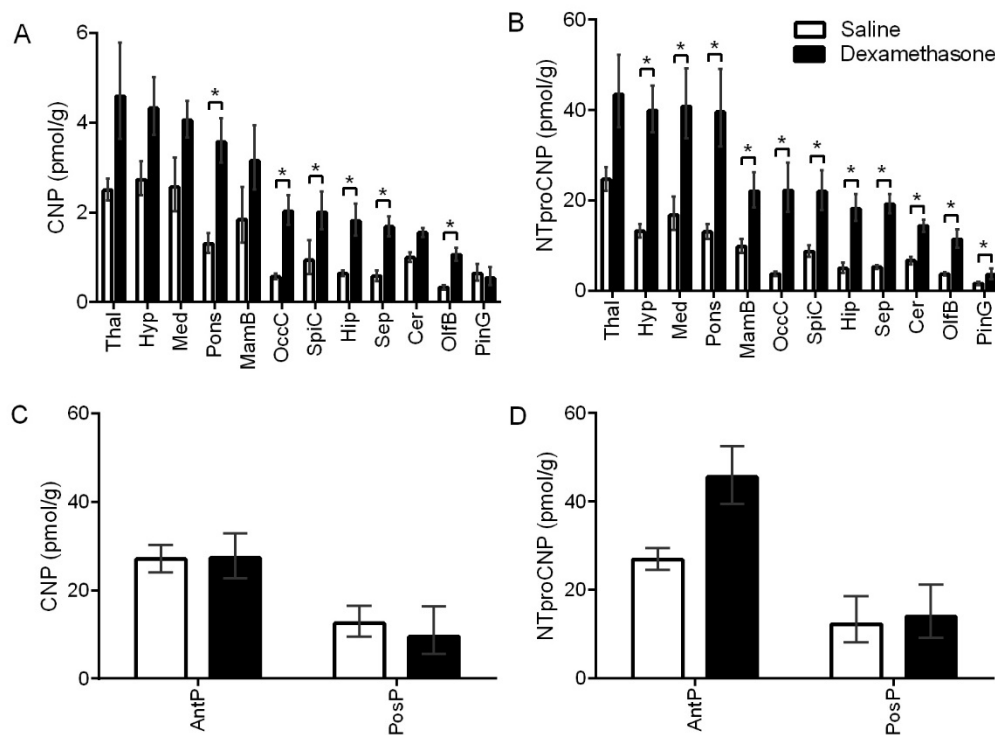 A
CNP (pmol/g)
6
4
2
0
* * * * * *
Thal Hyp Med Pons MamB OccC SpiC Hip Sep Cer OlfB PinG
B
Saline
Dexamethasone
NTproCNP (pmol/g)
60
40
20
0
* * * * * * * * * * *
Thal Hyp Med Pons MamB OccC SpiC Hip Sep Cer OlfB PinG
C
CNP (pmol/g)
60
40
20
0
AntP PosP
D
NTproCNP (pmol/g)
60
40
20
0
AntP PosP